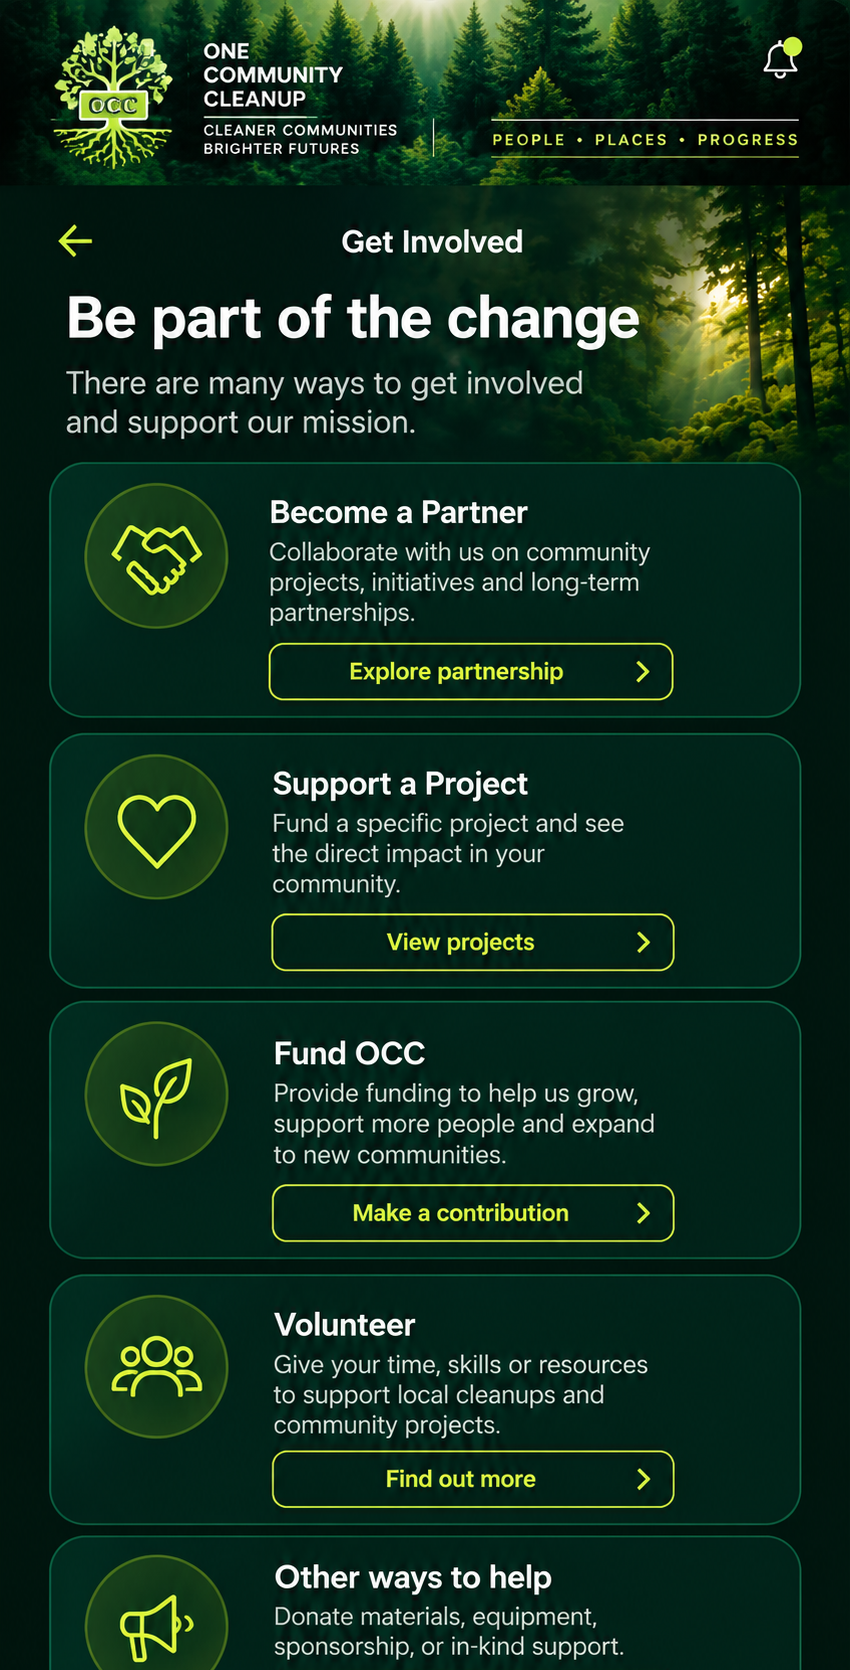 OCC
ONE
COMMUNITY
CLEANUP
CLEANER COMMUNITIES
BRIGHTER FUTURES
PEOPLE • PLACES • PROGRESS
Get Involved
Be part of the change
There are many ways to get involved
and support our mission.
Become a Partner
Collaborate with us on community
projects, initiatives and long-term
partnerships.
Explore partnership
Support a Project
Fund a specific project and see
the direct impact in your
community.
View projects
Fund OCC
Provide funding to help us grow,
support more people and expand
to new communities.
Make a contribution
Volunteer
Give your time, skills or resources
to support local cleanups and
community projects.
Find out more
Other ways to help
Donate materials, equipment,
sponsorship, or in-kind support.